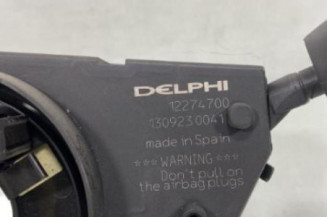 DELPHI
12274700
1309230041
made in Spain
*** WARNING ***
Don't pull on
the airbag plugs